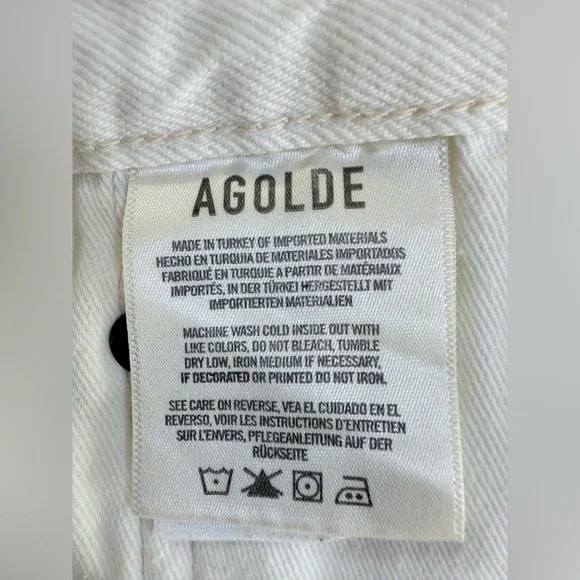 AGOLDE
MADE IN TURKEY OF IMPORTED MATERIALS
HECHO EN TURQUIA DE MATERIALES IMPORTADOS
FABRIQUÉ EN TURQUIE A PARTIR DE MATÉRIAUX
IMPORTÉS, IN DER TÜRKEI HERGESTELLT MIT
IMPORTIERTEN MATERIALIEN
MACHINE WASH COLD INSIDE OUT WITH
LIKE COLORS, DO NOT BLEACH, TUMBLE
DRY LOW, IRON MEDIUM IF NECESSARY,
IF DECORATED OR PRINTED DO NOT IRON.
SEE CARE ON REVERSE, VEA EL CUIDADO EN EL
REVERSO, VOIR LES INSTRUCTIONS D'ENTRETIEN
SUR L'ENVERS, PFLEGEANLEITUNG AUF DER
RÜCKSEITE